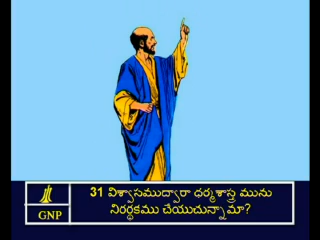 31 విశ్వాసముద్వారా ధర్మశాస్త్ర మును
నిరర్థకము చేయుచున్నామా?
GNP